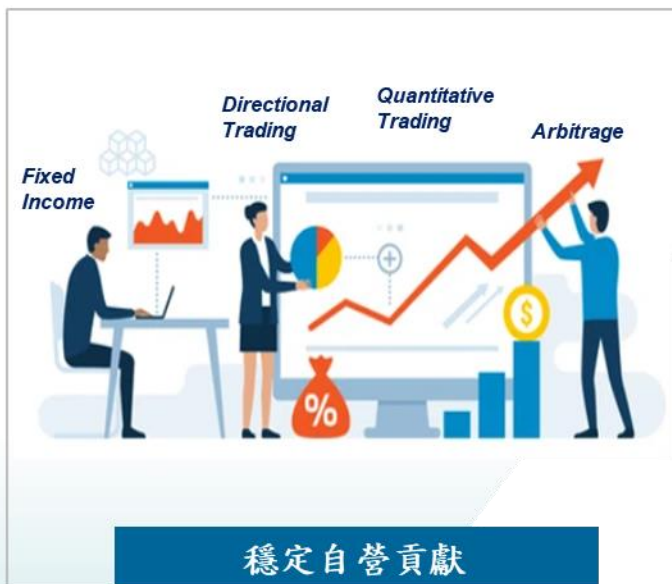 Directional
Trading
Quantitative
Trading
Arbitrage
Fixed
Income
$
%
穩定自營貢獻